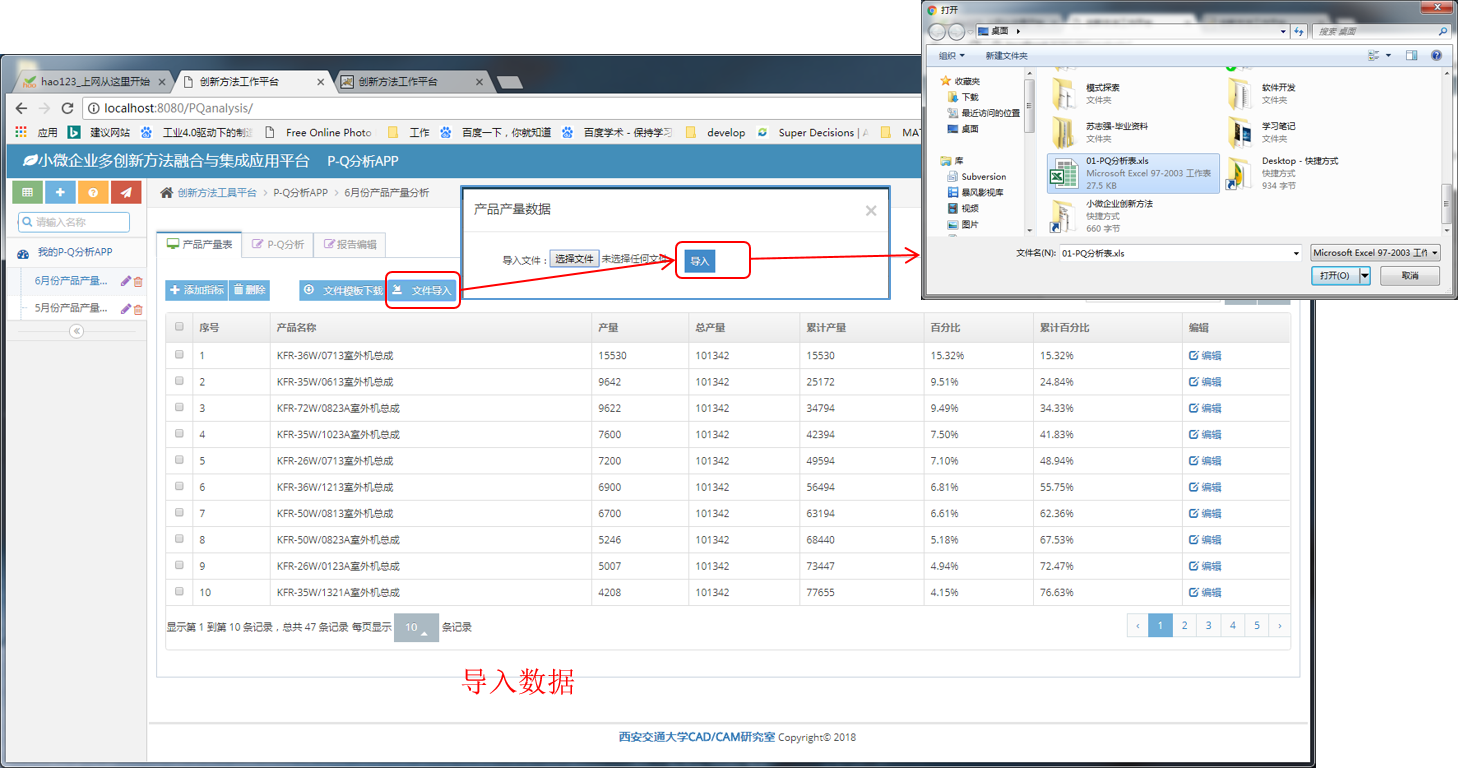 打开
桌面
搜索 桌面
组织
新建文件夹
收藏夹
下载
最近访问的位置
桌面
库
Subversion
暴风影视库
视频
图片
模式探索
文件夹
软件开发
文件夹
苏志强-毕业资料
文件夹
学习笔记
文件夹
01-PQ分析表.xls
Microsoft Excel 97-2003 工作表
27.5 KB
Desktop - 快捷方式
快捷方式
934 字节
小微企业创新方法
快捷方式
660 字节
文件名(N): 01-PQ分析表.xls
Microsoft Excel 97-2003 工作
打开(O)
取消
hao123_上网从这里开始
创新方法工作平台
创新方法工作平台
localhost:8080/PQanalysis/
应用 建议网站 工业4.0驱动下的制造 Free Online Photo 工作 百度一下，你就知道 百度学术 - 保持学习 develop Super Decisions | A MAT
小微企业多创新方法融合与集成应用平台 P-Q分析APP
请输入名称
我的P-Q分析APP
6月份产品产量...
5月份产品产量...
创新方法工具平台 > P-Q分析APP > 6月份产品产量分析
产品产量表 P-Q分析 报告编辑
产品产量数据
导入文件： 选择文件 未选择任何文件
导入
添加指标 删除 文件模板下载 文件导入
序号 产品名称 产量 总产量 累计产量 百分比 累计百分比 编辑
1 KFR-36W/0713室外机总成 15530 101342 15530 15.32% 15.32% 编辑
2 KFR-35W/0613室外机总成 9642 101342 25172 9.51% 24.84% 编辑
3 KFR-72W/0823A室外机总成 9622 101342 34794 9.49% 34.33% 编辑
4 KFR-35W/1023A室外机总成 7600 101342 42394 7.50% 41.83% 编辑
5 KFR-26W/0713室外机总成 7200 101342 49594 7.10% 48.94% 编辑
6 KFR-36W/1213室外机总成 6900 101342 56494 6.81% 55.75% 编辑
7 KFR-50W/0813室外机总成 6700 101342 63194 6.61% 62.36% 编辑
8 KFR-50W/0823A室外机总成 5246 101342 68440 5.18% 67.53% 编辑
9 KFR-26W/0123A室外机总成 5007 101342 73447 4.94% 72.47% 编辑
10 KFR-35W/1321A室外机总成 4208 101342 77655 4.15% 76.63% 编辑
显示第 1 到第 10 条记录，总共 47 条记录 每页显示 10 条记录
‹ 1 2 3 4 5 ›
导入数据
西安交通大学CAD/CAM研究室 Copyright© 2018